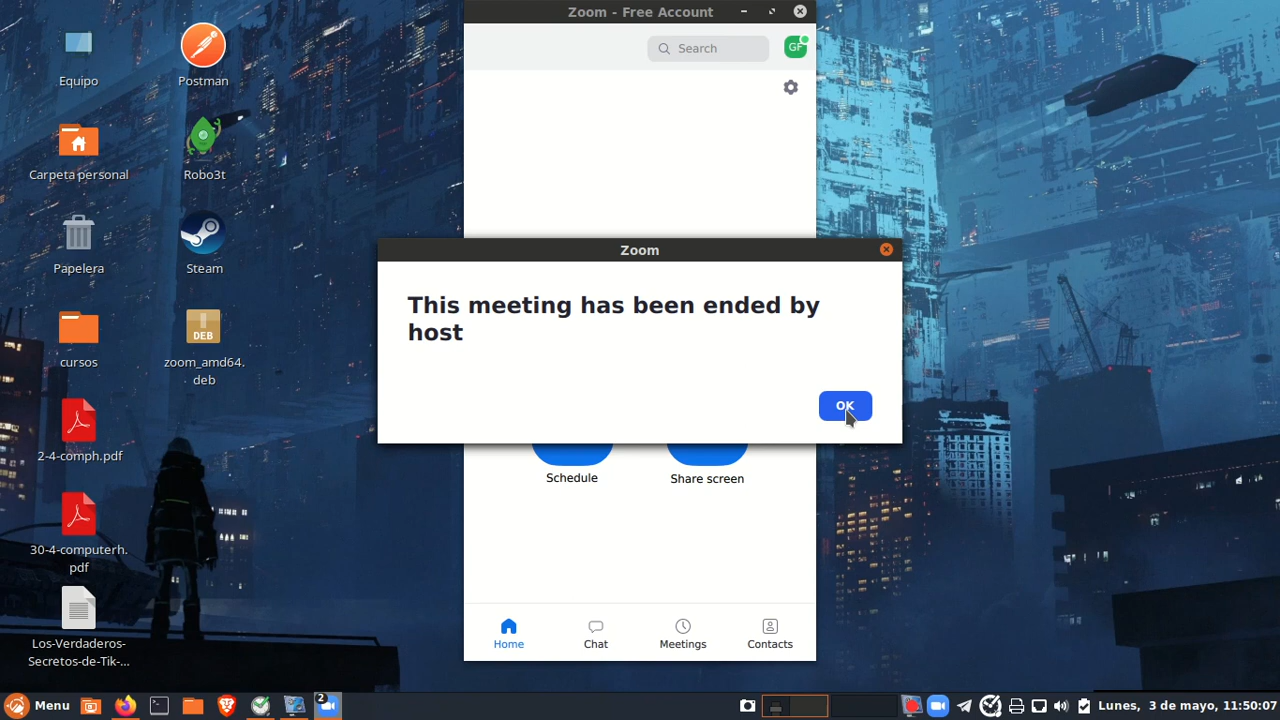 Zoom - Free Account
Search
GF
Equipo
Postman
Carpeta personal
Robo3t
Papelera
Steam
cursos
DEB
zoom_amd64.
deb
2-4-comph.pdf
30-4-computerh.
pdf
Los-Verdaderos-
Secretos-de-Tik-...
Zoom
This meeting has been ended by
host
OK
Schedule
Share screen
Home
Chat
Meetings
Contacts
Menu
2
Lunes, 3 de mayo, 11:50:07